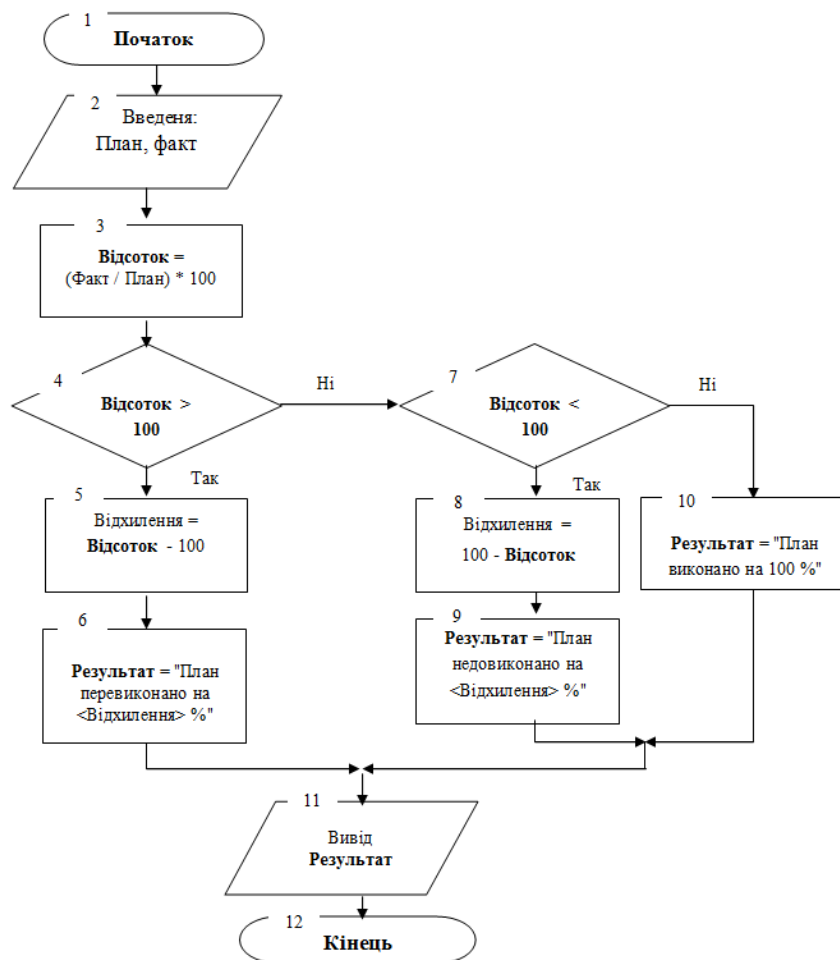 1
Початок
2
Введеня:
План, факт
3
Відсоток =
(Факт / План) * 100
4
Відсоток >
100
Ні
Так
7
Відсоток <
100
Ні
Так
5
Відхилення =
Відсоток - 100
8
Відхилення =
100 - Відсоток
10
Результат = "План
виконано на 100 %"
6
Результат = "План
перевиконано на
<Відхилення> %"
9
Результат = "План
недовиконано на
<Відхилення> %"
11
Вивід
Результат
12
Кінець